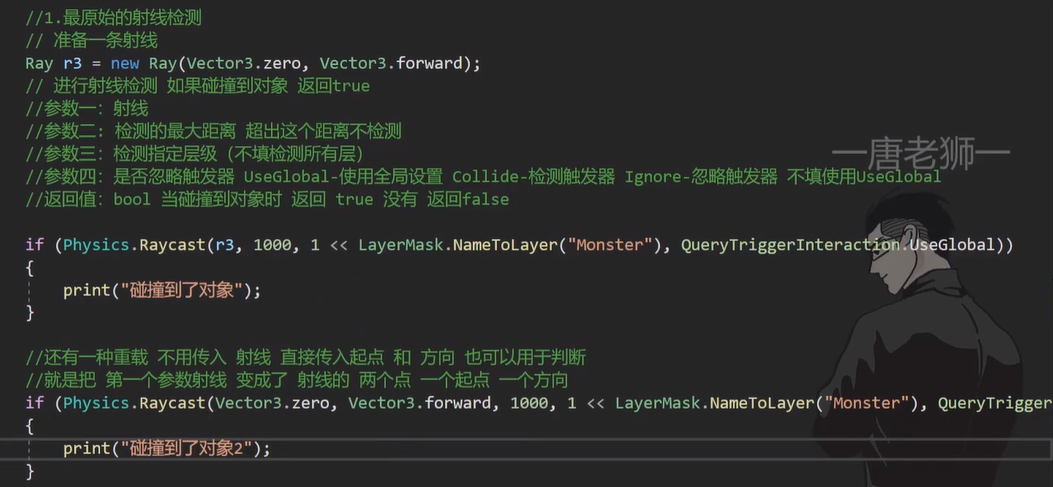 //1.最原始的射线检测
// 准备一条射线
Ray r3 = new Ray(Vector3.zero, Vector3.forward);
// 进行射线检测 如果碰撞到对象 返回true
//参数一：射线
//参数二: 检测的最大距离 超出这个距离不检测
//参数三：检测指定层级（不填检测所有层）
//参数四：是否忽略触发器 UseGlobal-使用全局设置 Collide-检测触发器 Ignore-忽略触发器 不填使用UseGlobal
//返回值：bool 当碰撞到对象时 返回 true 没有 返回false
if (Physics.Raycast(r3, 1000, 1 << LayerMask.NameToLayer("Monster"), QueryTriggerInteraction.UseGlobal))
{
print("碰撞到了对象");
}
//还有一种重载 不用传入 射线 直接传入起点 和 方向 也可以用于判断
//就是把 第一个参数射线 变成了 射线的 两个点 一个起点 一个方向
if (Physics.Raycast(Vector3.zero, Vector3.forward, 1000, 1 << LayerMask.NameToLayer("Monster"), QueryTrigger
{
print("碰撞到了对象2");
}
唐老狮